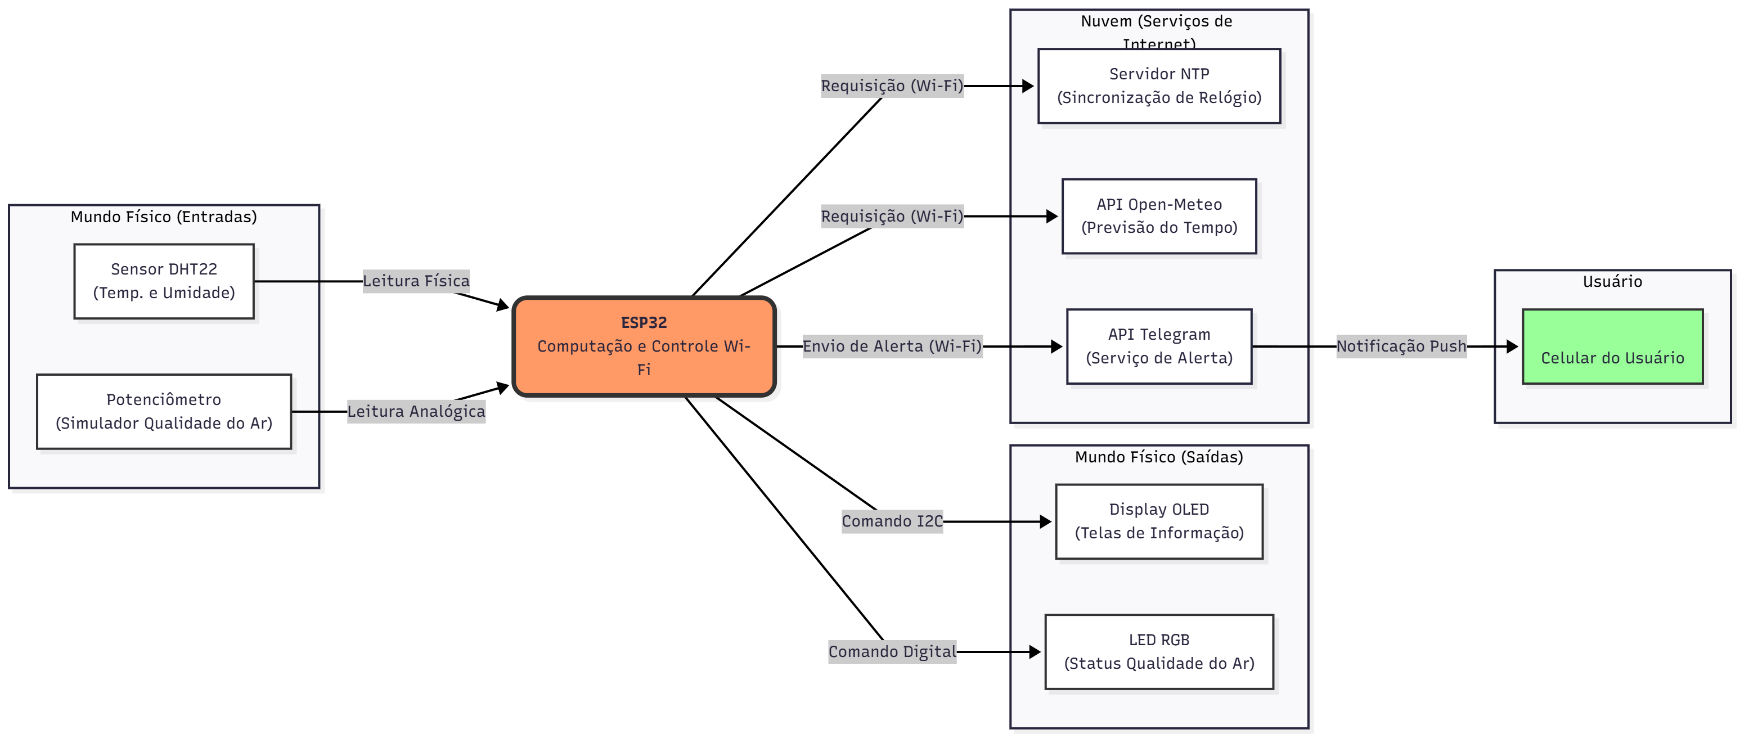 Mundo Físico (Entradas)
Sensor DHT22
(Temp. e Umidade)
Potenciômetro
(Simulador Qualidade do Ar)
Leitura Física
Leitura Analógica
ESP32
Computação e Controle Wi-
Fi
Requisição (Wi-Fi)
Requisição (Wi-Fi)
Envio de Alerta (Wi-Fi)
Comando I2C
Comando Digital
Nuvem (Serviços de
Internet)
Servidor NTP
(Sincronização de Relógio)
API Open-Meteo
(Previsão do Tempo)
API Telegram
(Serviço de Alerta)
Notificação Push
Usuário
Celular do Usuário
Mundo Físico (Saídas)
Display OLED
(Telas de Informação)
LED RGB
(Status Qualidade do Ar)